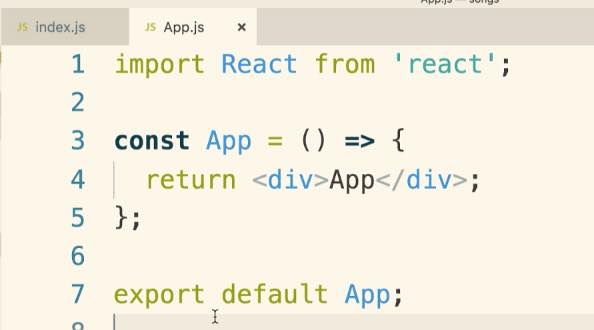 App.js — songs
JS index.js
JS App.js ×
1 import React from 'react';
2
3 const App = () => {
4 return <div>App</div>;
5 };
6
7 export default App;
8